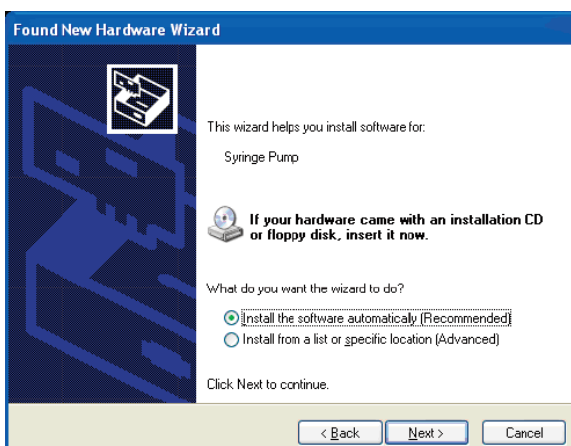 Found New Hardware Wizard
This wizard helps you install software for:
Syringe Pump
If your hardware came with an installation CD
or floppy disk, insert it now.
What do you want the wizard to do?
Install the software automatically (Recommended)
Install from a list or specific location (Advanced)
Click Next to continue.
< Back Next > Cancel